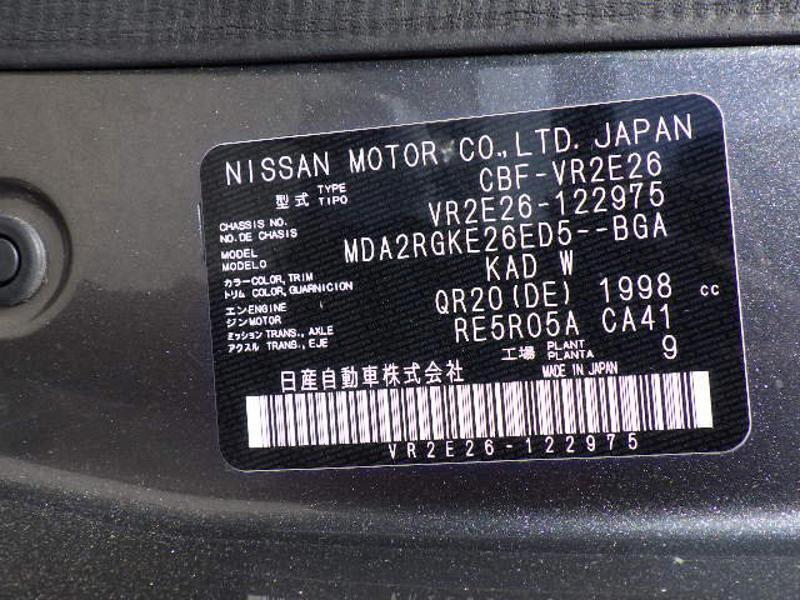 NISSAN MOTOR CO., LTD. JAPAN
型式 TYPE TIPO CBF-VR2E26
CHASSIS NO. NO. DE CHASIS VR2E26-122975
MODEL MODELO MDA2RGKE26ED5--BGA
カラー COLOR, TRIM トリム COLOR, GUARNICION KAD W
エンジン ENGINE MOTOR QR20(DE) 1998 cc
ミッション TRANS., AXLE アクスル TRANS., EJE RE5R05A CA41
工場 PLANT PLANTA 9
日産自動車株式会社 MADE IN JAPAN
VR2E26-122975